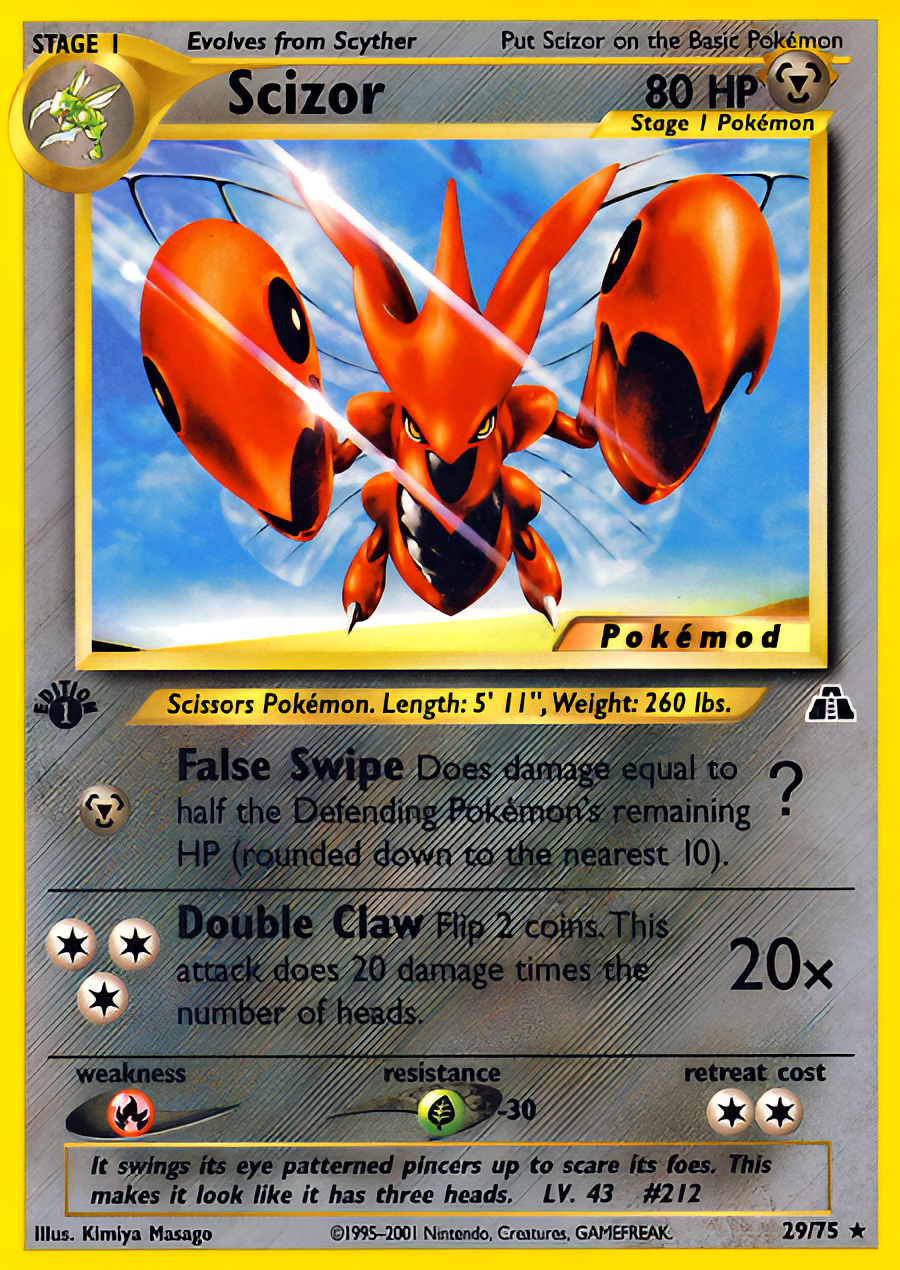 STAGE 1
Evolves from Scyther
Put Scizor on the Basic Pokémon
Scizor
80 HP
Stage 1 Pokémon
Pokémod
EDITION
1
Scissors Pokémon. Length: 5' 11", Weight: 260 lbs.
False Swipe Does damage equal to
half the Defending Pokémon's remaining
HP (rounded down to the nearest 10).
?
Double Claw Flip 2 coins. This
attack does 20 damage times the
number of heads.
20x
weakness
resistance
retreat cost
-30
It swings its eye patterned pincers up to scare its foes. This
makes it look like it has three heads. LV. 43 #212
Illus. Kimiya Masago
©1995-2001 Nintendo, Creatures, GAMEFREAK.
29/75 ★